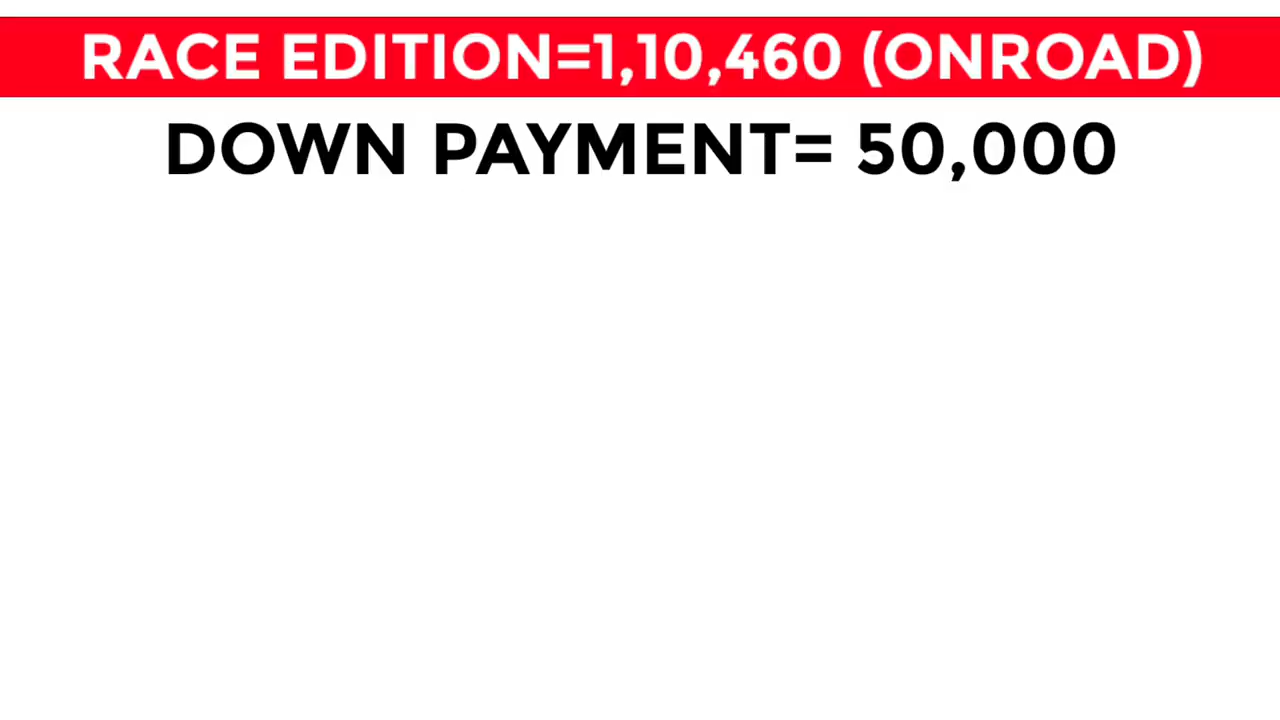 RACE EDITION=1,10,460 (ONROAD)
DOWN PAYMENT= 50,000